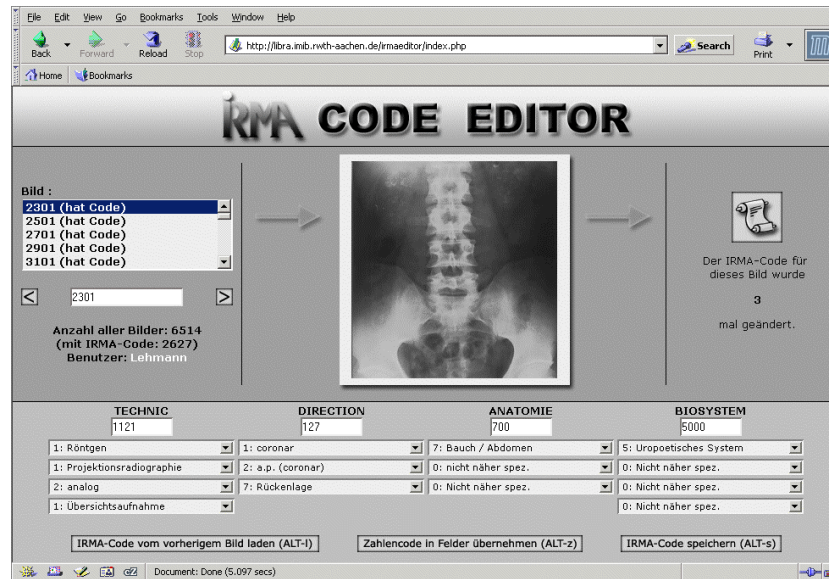 File Edit View Go Bookmarks Tools Window Help
Back Forward Reload Stop http://libra.imib.rwth-aachen.de/irmaeditor/index.php Search Print
Home Bookmarks
IRMA CODE EDITOR
Bild :
2301 (hat Code)
2501 (hat Code)
2701 (hat Code)
2901 (hat Code)
3101 (hat Code)
< 2301 >
Anzahl aller Bilder: 6514
(mit IRMA-Code: 2627)
Benutzer: Lehmann
Der IRMA-Code für
dieses Bild wurde
3
mal geändert.
TECHNIC DIRECTION ANATOMIE BIOSYSTEM
1121 127 700 5000
1: Röntgen 1: coronar 7: Bauch / Abdomen 5: Uropoetisches System
1: Projektionsradiographie 2: a.p. (coronar) 0: nicht näher spez. 0: Nicht näher spez.
2: analog 7: Rückenlage 0: Nicht näher spez. 0: Nicht näher spez.
1: Übersichtsaufnahme 0: Nicht näher spez.
IRMA-Code vom vorherigem Bild laden (ALT-l) Zahlencode in Felder übernehmen (ALT-z) IRMA-Code speichern (ALT-s)
Document: Done (5.097 secs)